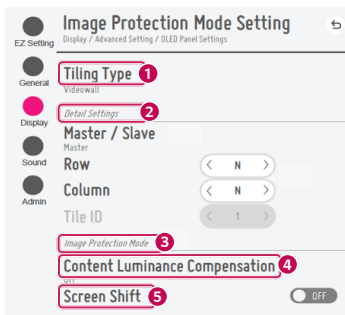 Image Protection Mode Setting
Display / Advanced Setting / OLED Panel Settings
EZ Setting
General
Display
Sound
Admin
Tiling Type 1
Videowall
Detail Settings 2
Master / Slave
Master
Row < N >
Column < N >
Tile ID < 1 >
Image Protection Mode 3
Content Luminance Compensation 4
Off
Screen Shift 5 OFF